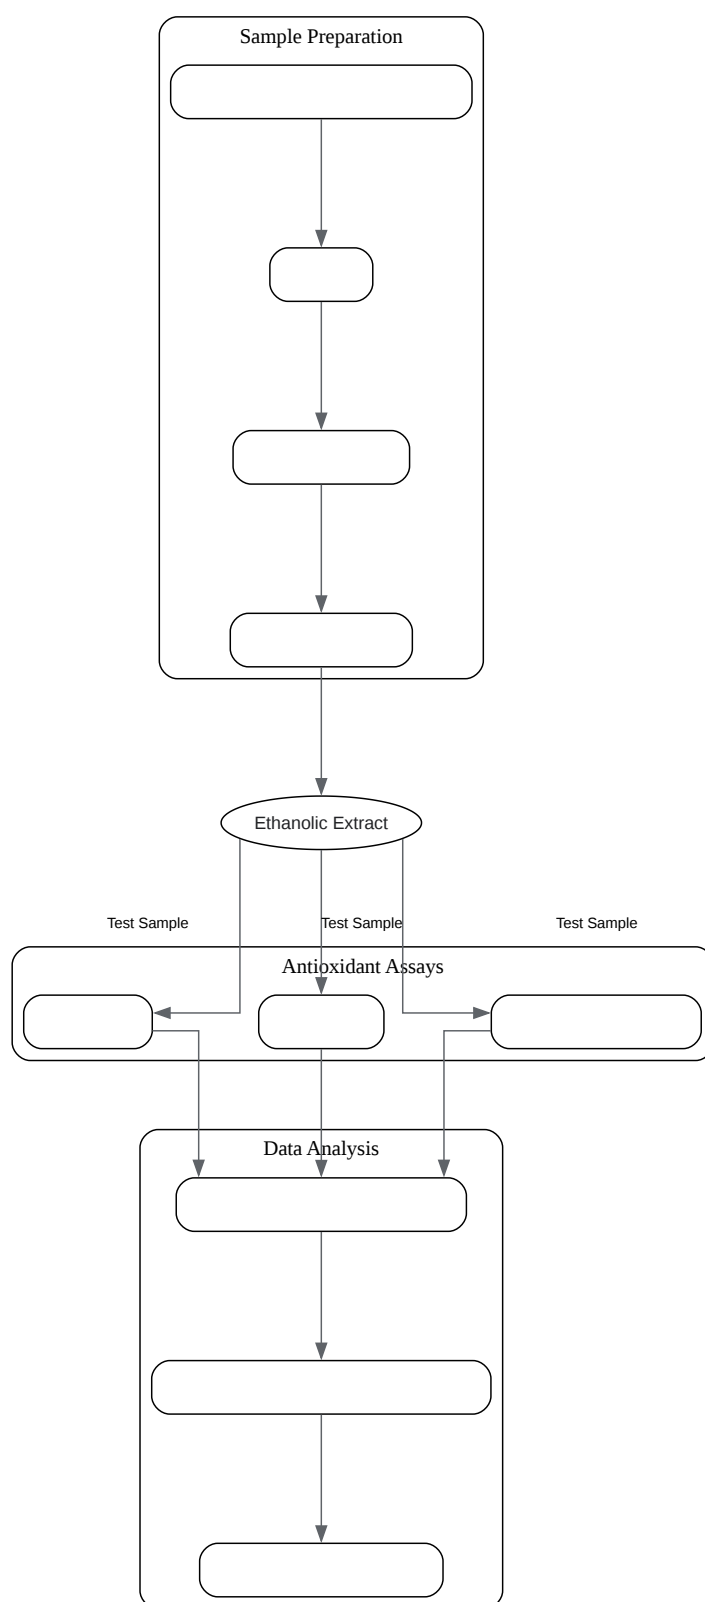 Sample Preparation
Ethanolic Extract
Test Sample
Test Sample
Test Sample
Antioxidant Assays
Data Analysis